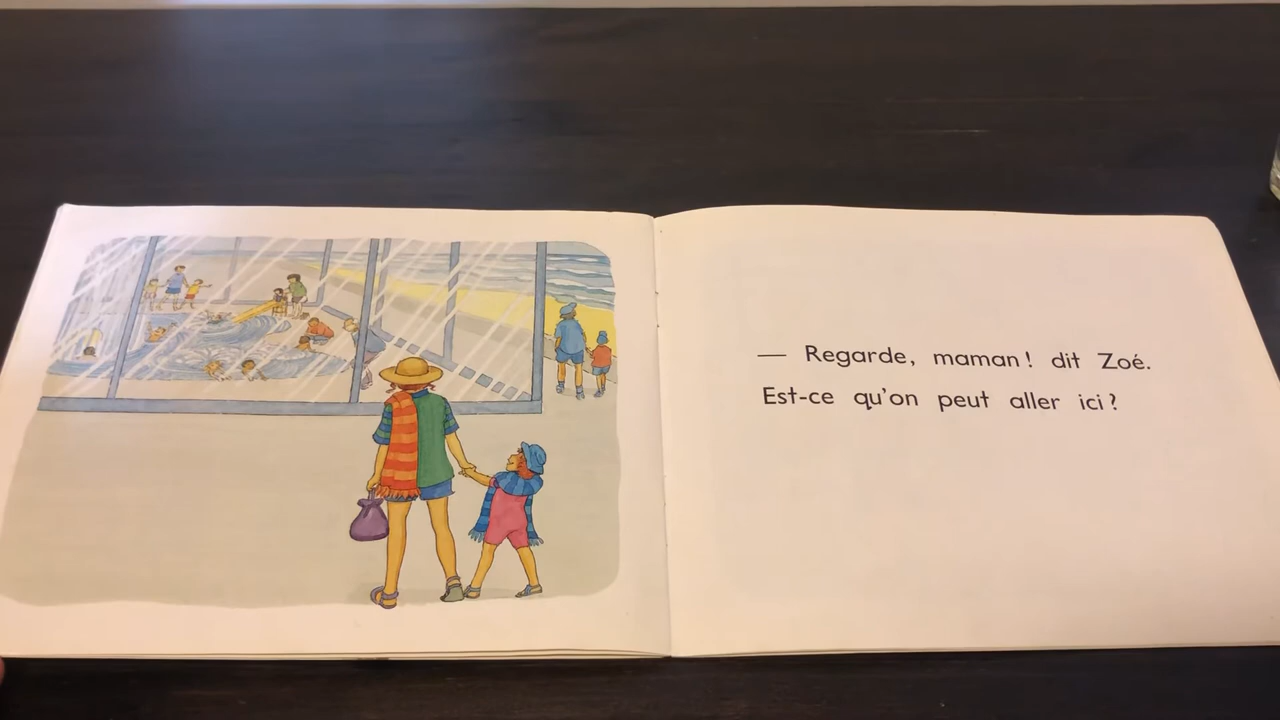 — Regarde, maman ! dit Zoé.
Est-ce qu'on peut aller ici ?